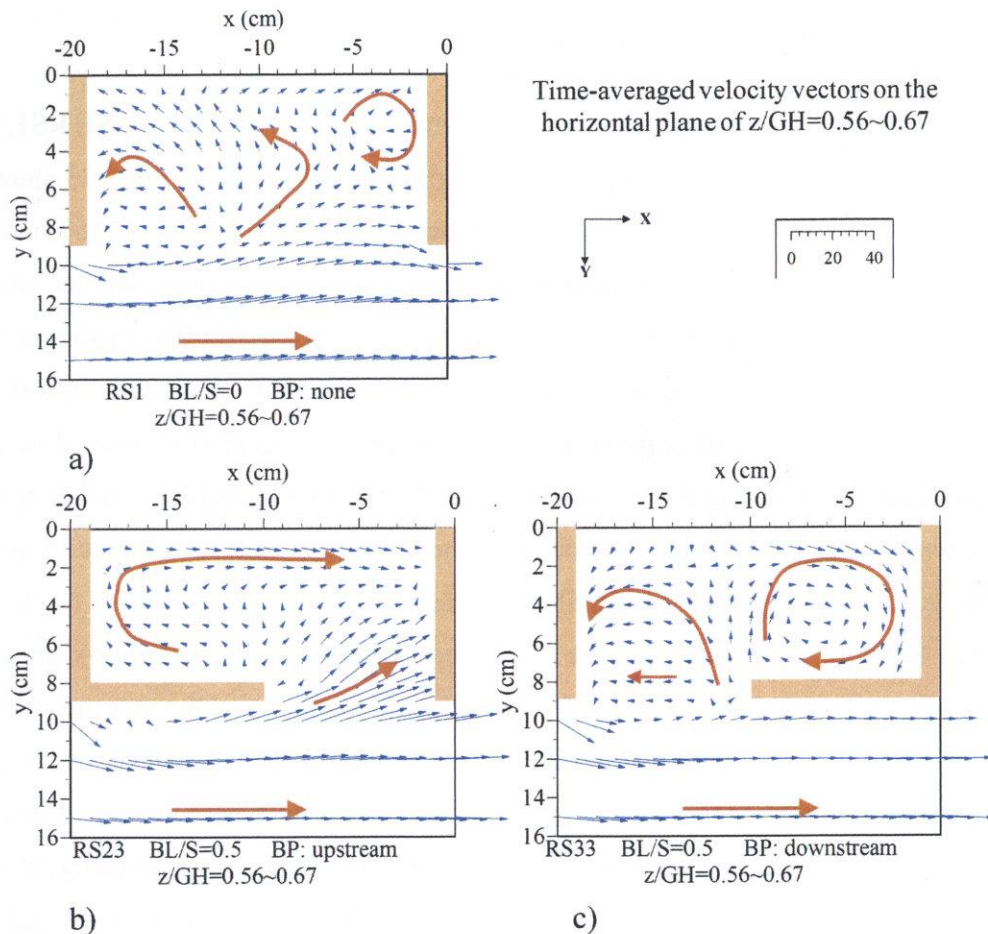 x (cm)
-20 -15 -10 -5 0
0
2
4
6
8
10
12
14
16
y (cm)
RS1 BL/S=0 BP: none
z/GH=0.56~0.67
a)
Time-averaged velocity vectors on the
horizontal plane of z/GH=0.56~0.67
X
Y
0 20 40
x (cm)
-20 -15 -10 -5 0
0
2
4
6
8
10
12
14
16
y (cm)
RS23 BL/S=0.5 BP: upstream
z/GH=0.56~0.67
b)
x (cm)
-20 -15 -10 -5 0
0
2
4
6
8
10
12
14
16
y (cm)
RS33 BL/S=0.5 BP: downstream
z/GH=0.56~0.67
c)